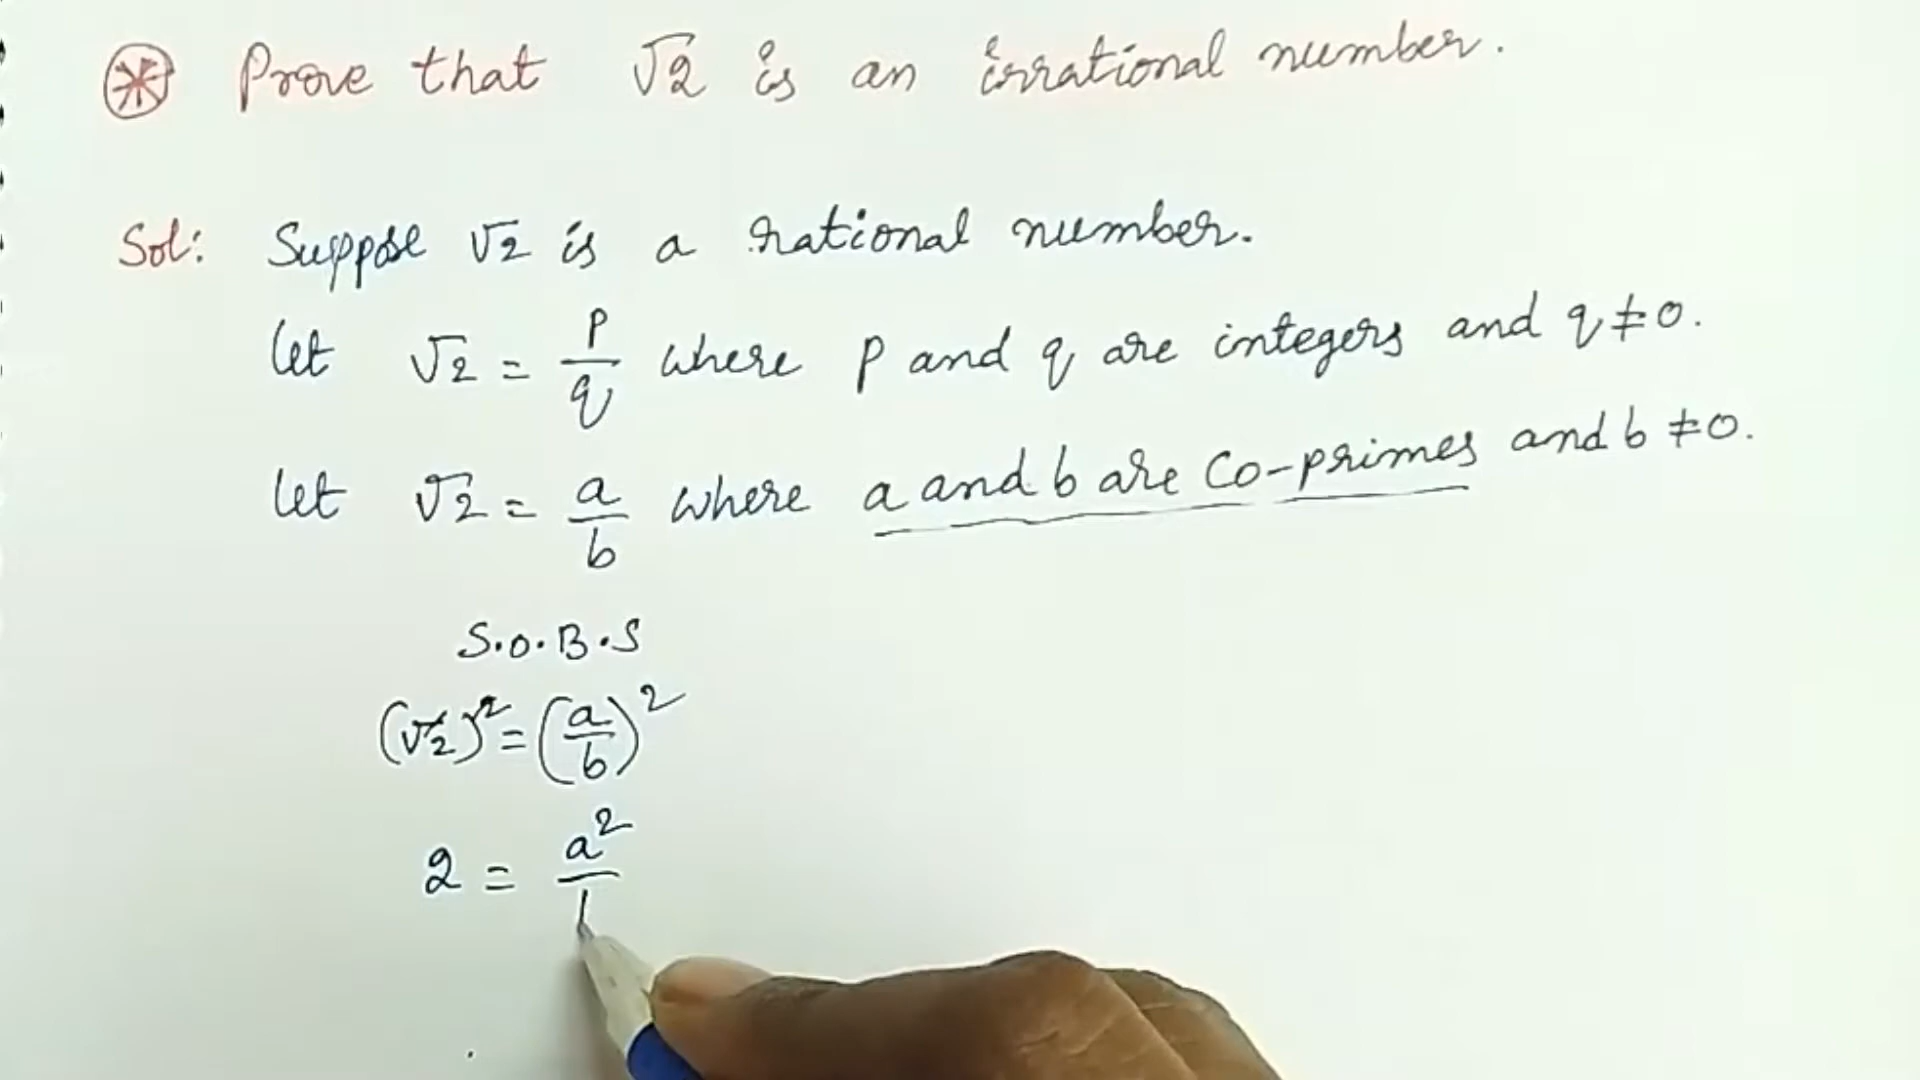 Prove that √2 is an irrational number.
Sol: Suppose √2 is a rational number.
Let √2 = p/q where p and q are integers and q ≠ 0.
Let √2 = a/b where a and b are Co-primes and b ≠ 0.
S.O.B.S
(√2)² = (a/b)²
2 = a²/